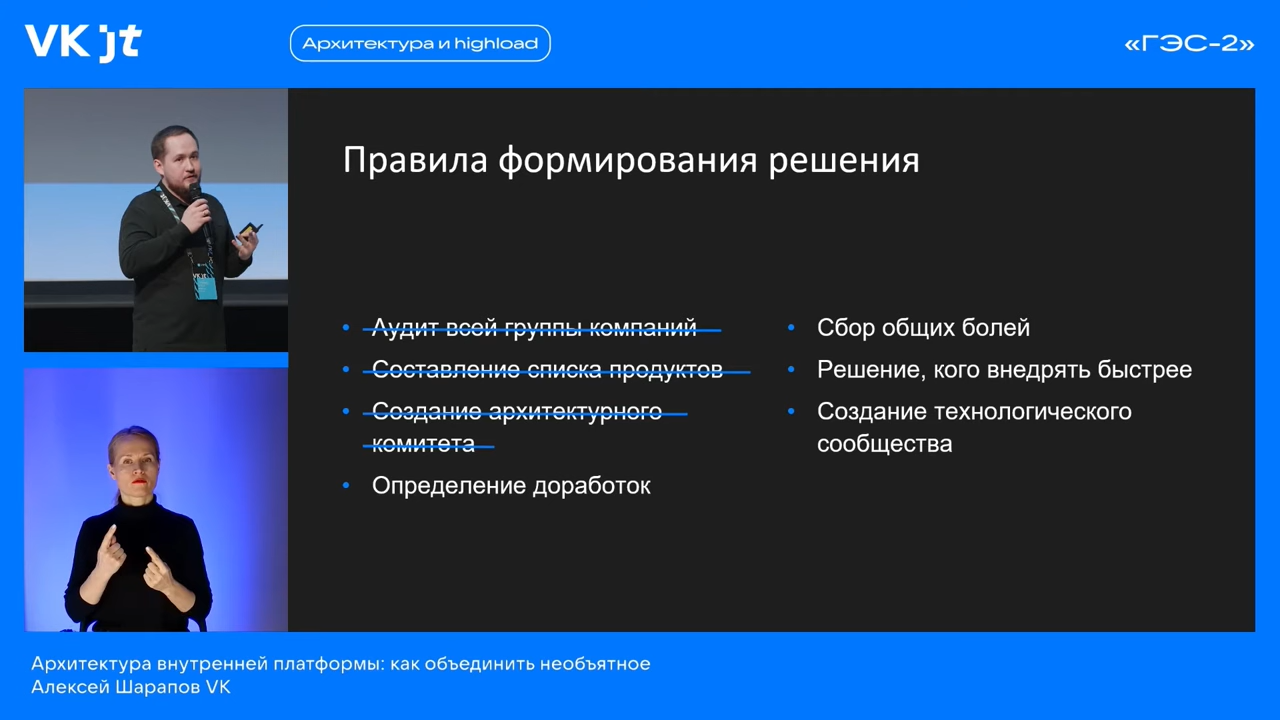 VK jt
Архитектура и highload
«ГЭС-2»
Правила формирования решения
Аудит всей группы компаний
Составление списка продуктов
Создание архитектурного
комитета
Определение доработок
Сбор общих болей
Решение, кого внедрять быстрее
Создание технологического
сообщества
Архитектура внутренней платформы: как объединить необъятное
Алексей Шарапов VK